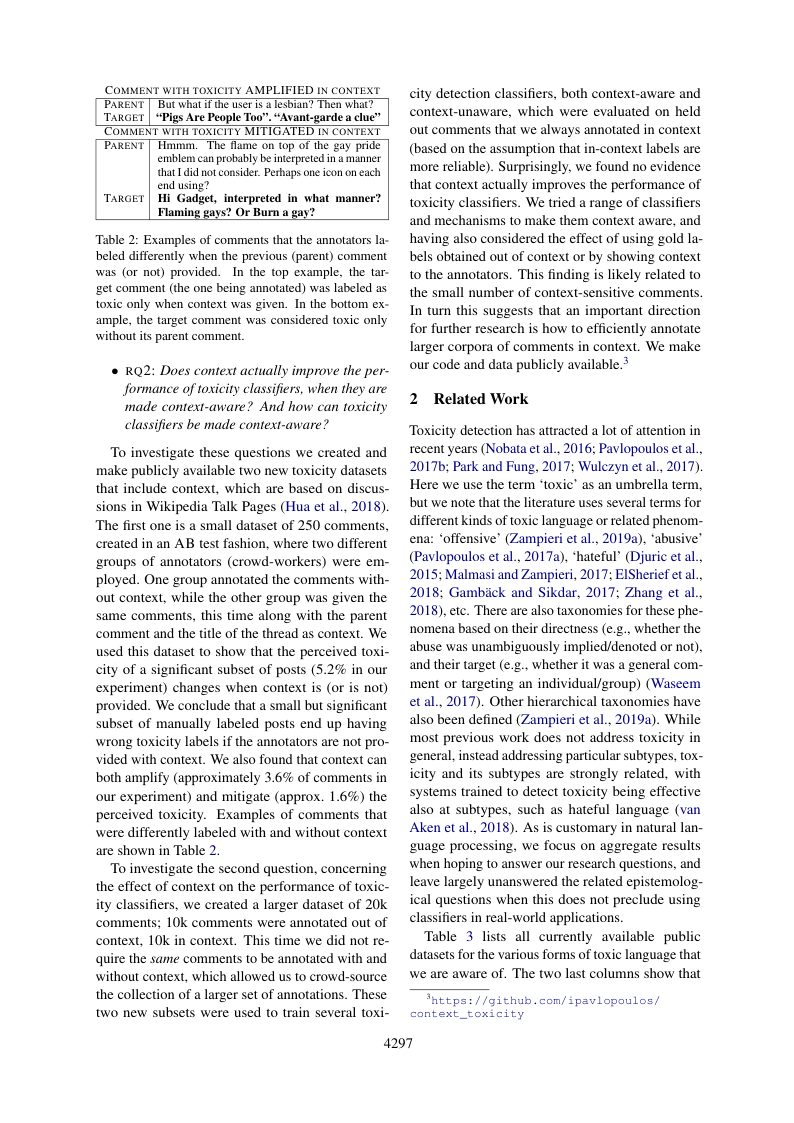 COMMENT WITH TOXICITY AMPLIFIED IN CONTEXT
PARENT But what if the user is a lesbian? Then what?
TARGET “Pigs Are People Too”. “Avant-garde a clue”
COMMENT WITH TOXICITY MITIGATED IN CONTEXT
PARENT Hmmm. The flame on top of the gay pride
emblem can probably be interpreted in a manner
that I did not consider. Perhaps one icon on each
end using?
TARGET Hi Gadget, interpreted in what manner?
Flaming gays? Or Burn a gay?
Table 2: Examples of comments that the annotators la-
beled differently when the previous (parent) comment
was (or not) provided. In the top example, the tar-
get comment (the one being annotated) was labeled as
toxic only when context was given. In the bottom ex-
ample, the target comment was considered toxic only
without its parent comment.
• RQ2: Does context actually improve the per-
formance of toxicity classifiers, when they are
made context-aware? And how can toxicity
classifiers be made context-aware?
To investigate these questions we created and
make publicly available two new toxicity datasets
that include context, which are based on discus-
sions in Wikipedia Talk Pages (Hua et al., 2018).
The first one is a small dataset of 250 comments,
created in an AB test fashion, where two different
groups of annotators (crowd-workers) were em-
ployed. One group annotated the comments with-
out context, while the other group was given the
same comments, this time along with the parent
comment and the title of the thread as context. We
used this dataset to show that the perceived toxi-
city of a significant subset of posts (5.2% in our
experiment) changes when context is (or is not)
provided. We conclude that a small but significant
subset of manually labeled posts end up having
wrong toxicity labels if the annotators are not pro-
vided with context. We also found that context can
both amplify (approximately 3.6% of comments in
our experiment) and mitigate (approx. 1.6%) the
perceived toxicity. Examples of comments that
were differently labeled with and without context
are shown in Table 2.
To investigate the second question, concerning
the effect of context on the performance of toxic-
ity classifiers, we created a larger dataset of 20k
comments; 10k comments were annotated out of
context, 10k in context. This time we did not re-
quire the same comments to be annotated with and
without context, which allowed us to crowd-source
the collection of a larger set of annotations. These
two new subsets were used to train several toxi-
city detection classifiers, both context-aware and
context-unaware, which were evaluated on held
out comments that we always annotated in context
(based on the assumption that in-context labels are
more reliable). Surprisingly, we found no evidence
that context actually improves the performance of
toxicity classifiers. We tried a range of classifiers
and mechanisms to make them context aware, and
having also considered the effect of using gold la-
bels obtained out of context or by showing context
to the annotators. This finding is likely related to
the small number of context-sensitive comments.
In turn this suggests that an important direction
for further research is how to efficiently annotate
larger corpora of comments in context. We make
our code and data publicly available.3
2 Related Work
Toxicity detection has attracted a lot of attention in
recent years (Nobata et al., 2016; Pavlopoulos et al.,
2017b; Park and Fung, 2017; Wulczyn et al., 2017).
Here we use the term ‘toxic’ as an umbrella term,
but we note that the literature uses several terms for
different kinds of toxic language or related phenom-
ena: ‘offensive’ (Zampieri et al., 2019a), ‘abusive’
(Pavlopoulos et al., 2017a), ‘hateful’ (Djuric et al.,
2015; Malmasi and Zampieri, 2017; ElSherief et al.,
2018; Gambäck and Sikdar, 2017; Zhang et al.,
2018), etc. There are also taxonomies for these phe-
nomena based on their directness (e.g., whether the
abuse was unambiguously implied/denoted or not),
and their target (e.g., whether it was a general com-
ment or targeting an individual/group) (Waseem
et al., 2017). Other hierarchical taxonomies have
also been defined (Zampieri et al., 2019a). While
most previous work does not address toxicity in
general, instead addressing particular subtypes, tox-
icity and its subtypes are strongly related, with
systems trained to detect toxicity being effective
also at subtypes, such as hateful language (van
Aken et al., 2018). As is customary in natural lan-
guage processing, we focus on aggregate results
when hoping to answer our research questions, and
leave largely unanswered the related epistemolog-
ical questions when this does not preclude using
classifiers in real-world applications.
Table 3 lists all currently available public
datasets for the various forms of toxic language that
we are aware of. The two last columns show that
3https://github.com/ipavlopoulos/
context_toxicity
4297